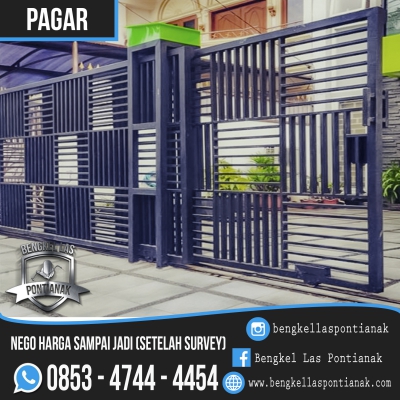 PAGAR
BENGKEL LAS
PONTIANAK
NEGO HARGA SAMPAI JADI (SETELAH SURVEY)
0853 - 4744 - 4454
bengkellaspontianak
Bengkel Las Pontianak
www.bengkellaspontianak.com